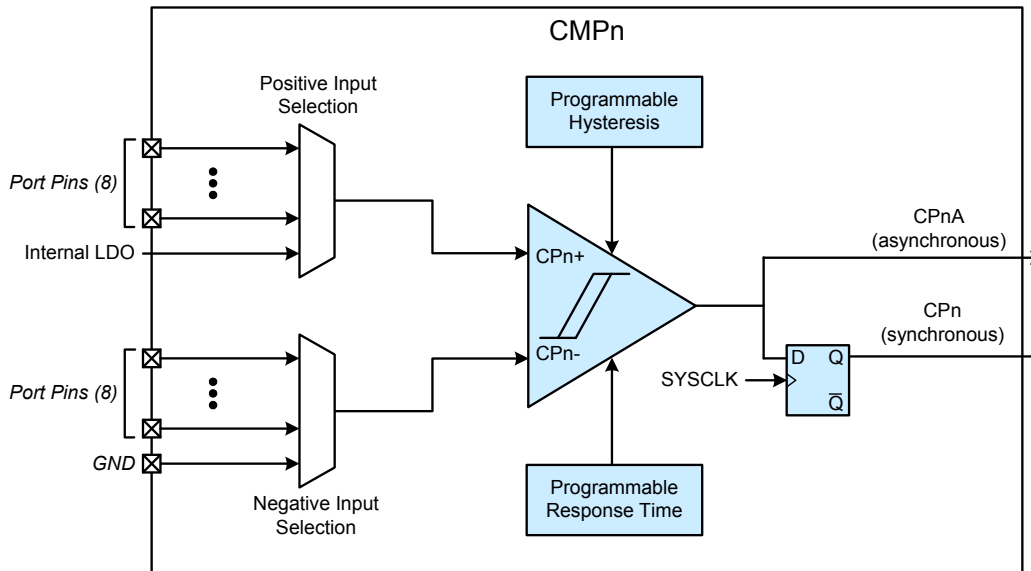 CMPn
Positive Input
Selection
Programmable
Hysteresis
Port Pins (8)
Internal LDO
CPn+
CPnA
(asynchronous)
CPn-
CPn
(synchronous)
D Q
SYSCLK
Q
Port Pins (8)
GND
Negative Input
Selection
Programmable
Response Time